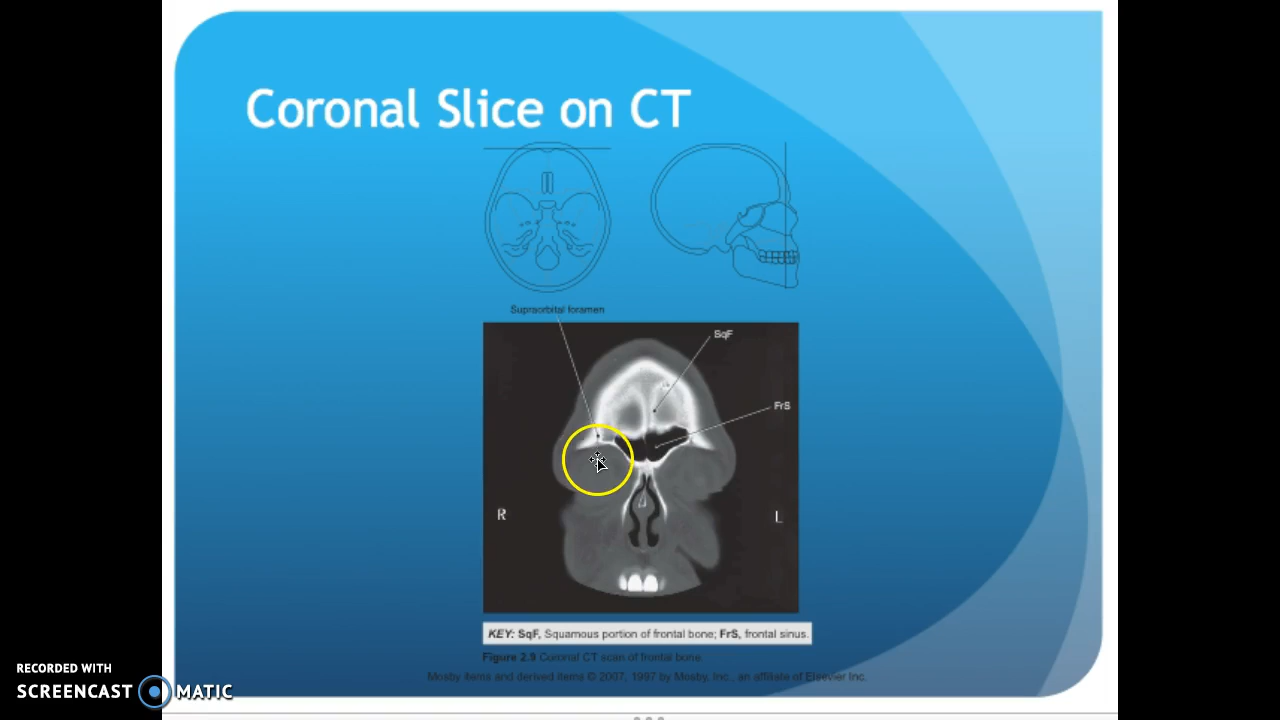 Coronal Slice on CT
Supraorbital foramen
SqF
FrS
R
L
KEY: SqF, Squamous portion of frontal bone; FrS, frontal sinus.
Figure 2.9 Coronal CT scan of frontal bone.
Mosby items and derived items © 2007, 1997 by Mosby, Inc., an affiliate of Elsevier Inc.
RECORDED WITH
SCREENCAST MATIC